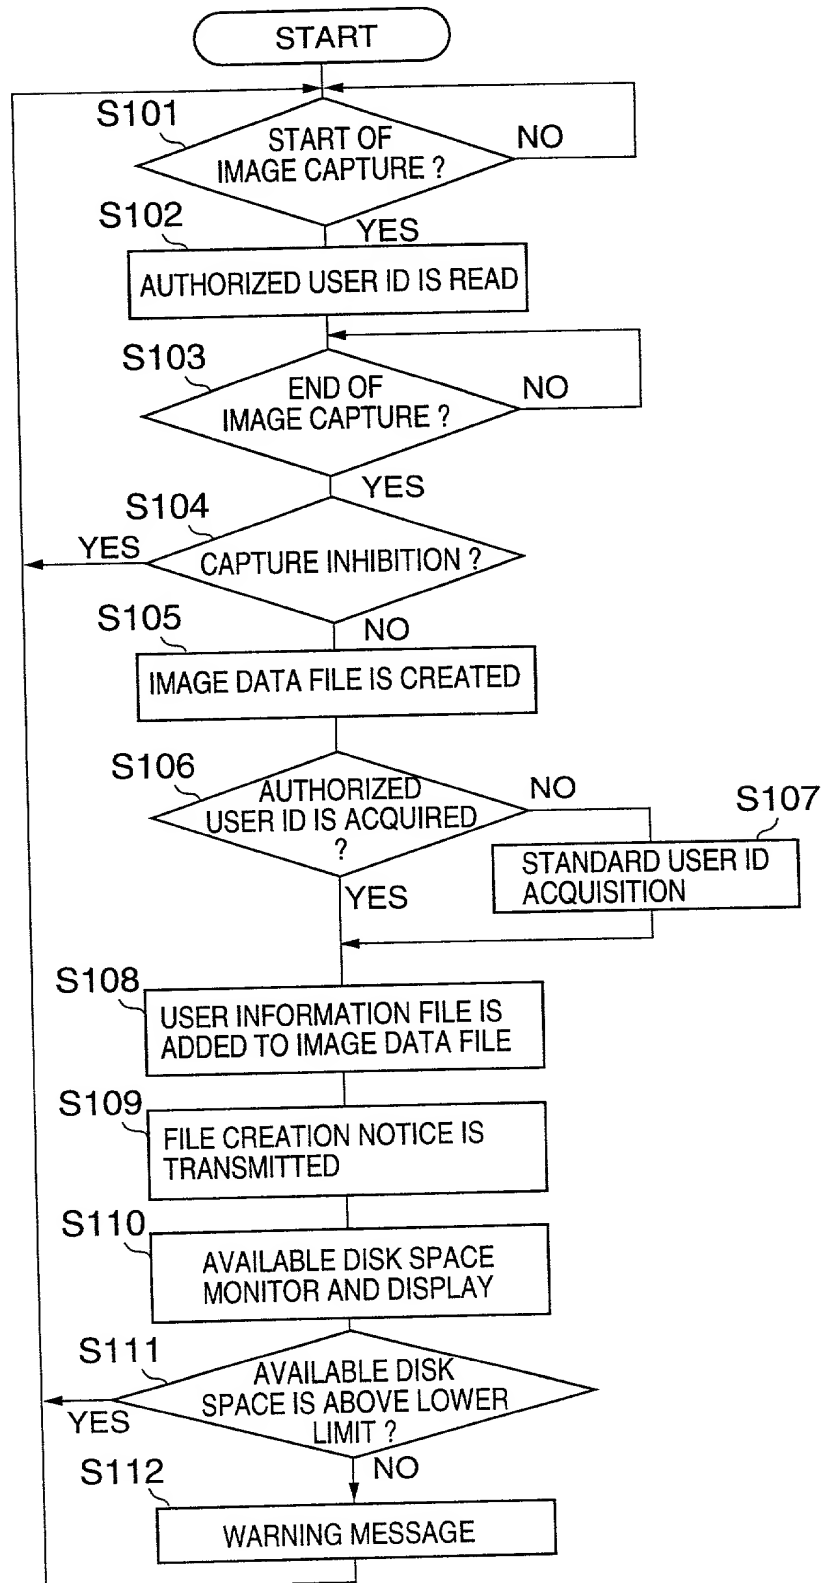 START
S101
START OF
IMAGE CAPTURE ?
NO
YES
S102
AUTHORIZED USER ID IS READ
S103
END OF
IMAGE CAPTURE ?
NO
YES
S104
CAPTURE INHIBITION ?
YES
NO
S105
IMAGE DATA FILE IS CREATED
S106
AUTHORIZED
USER ID IS ACQUIRED
?
NO
YES
S107
STANDARD USER ID
ACQUISITION
S108
USER INFORMATION FILE IS
ADDED TO IMAGE DATA FILE
S109
FILE CREATION NOTICE IS
TRANSMITTED
S110
AVAILABLE DISK SPACE
MONITOR AND DISPLAY
S111
AVAILABLE DISK
SPACE IS ABOVE LOWER
LIMIT ?
YES
NO
S112
WARNING MESSAGE